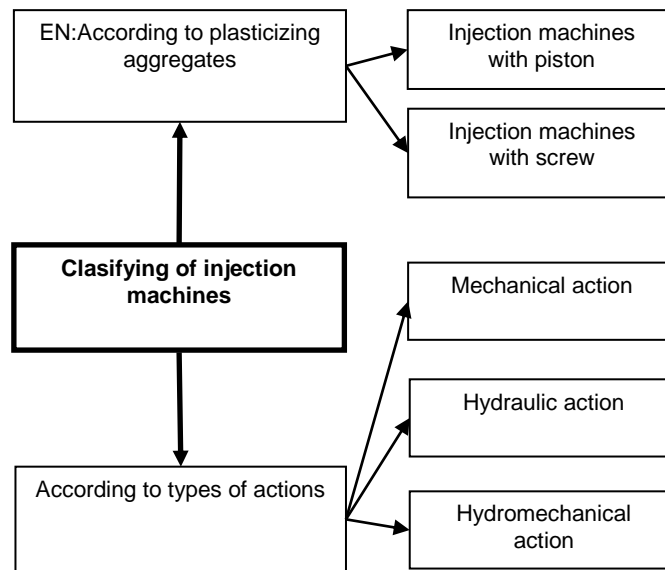 EN:According to plasticizing
aggregates
Injection machines
with piston
Injection machines
with screw
Clasifying of injection
machines
Mechanical action
Hydraulic action
According to types of actions
Hydromechanical
action